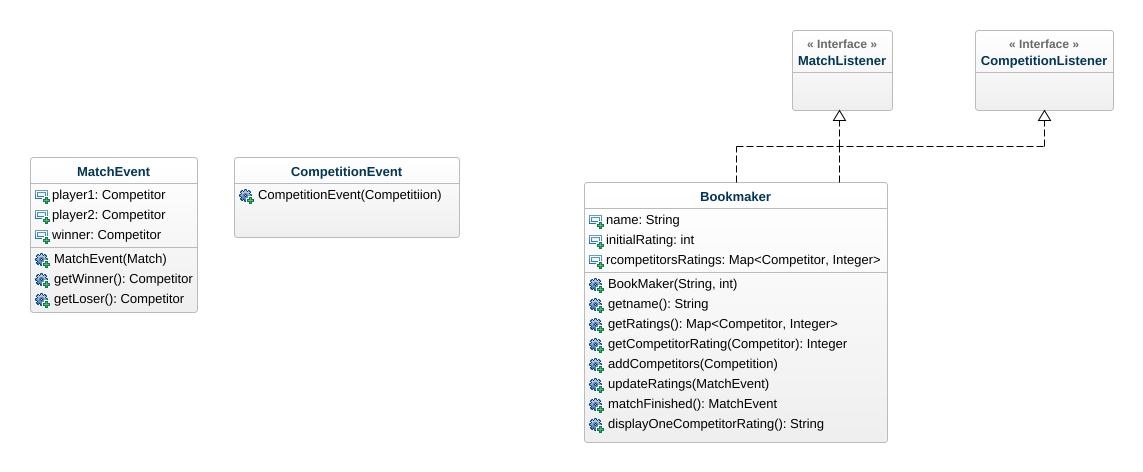 « Interface »
MatchListener
« Interface »
CompetitionListener
MatchEvent
player1: Competitor
player2: Competitor
winner: Competitor
MatchEvent(Match)
getWinner(): Competitor
getLoser(): Competitor
CompetitionEvent
CompetitionEvent(Competitiion)
Bookmaker
name: String
initialRating: int
rcompetitorsRatings: Map<Competitor, Integer>
BookMaker(String, int)
getname(): String
getRatings(): Map<Competitor, Integer>
getCompetitorRating(Competitor): Integer
addCompetitors(Competition)
updateRatings(MatchEvent)
matchFinished(): MatchEvent
displayOneCompetitorRating(): String